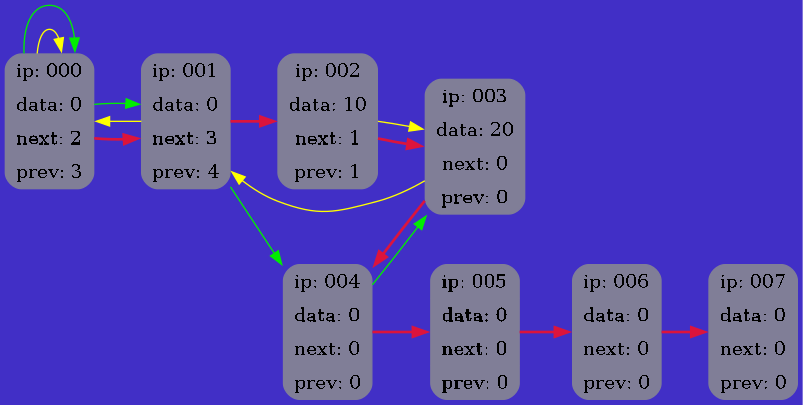 ip: 000
data: 0
next: 2
prev: 3
ip: 001
data: 0
next: 3
prev: 4
ip: 002
data: 10
next: 1
prev: 1
ip: 003
data: 20
next: 0
prev: 0
ip: 004
data: 0
next: 0
prev: 0
ip: 005
data: 0
next: 0
prev: 0
ip: 006
data: 0
next: 0
prev: 0
ip: 007
data: 0
next: 0
prev: 0